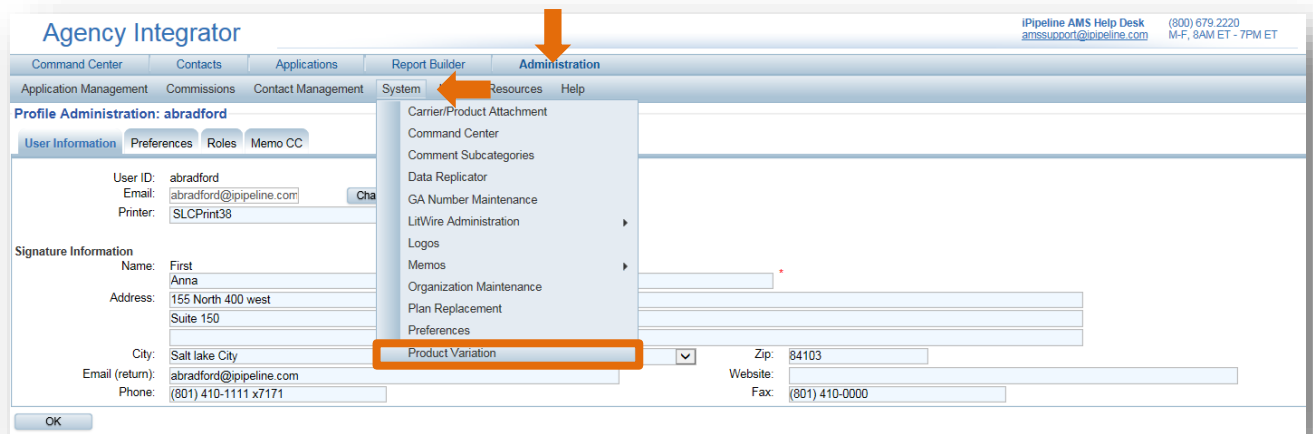 Agency Integrator
iPipeline AMS Help Desk (800) 679.2220
amssupport@ipipeline.com M-F, 8AM ET - 7PM ET
Command Center Contacts Applications Report Builder Administration
Application Management Commissions Contact Management System Resources Help
Profile Administration: abradford
User Information Preferences Roles Memo CC
Carrier/Product Attachment
Command Center
Comment Subcategories
Data Replicator
GA Number Maintenance
LitWire Administration
Logos
Memos
Organization Maintenance
Plan Replacement
Preferences
Product Variation
User ID: abradford
Email: abradford@ipipeline.com Cha
Printer: SLCPrint38
Signature Information
Name: First
Anna *
Address: 155 North 400 west
Suite 150
City: Salt lake City Zip: 84103
Email (return): abradford@ipipeline.com Website:
Phone: (801) 410-1111 x7171 Fax: (801) 410-0000
OK